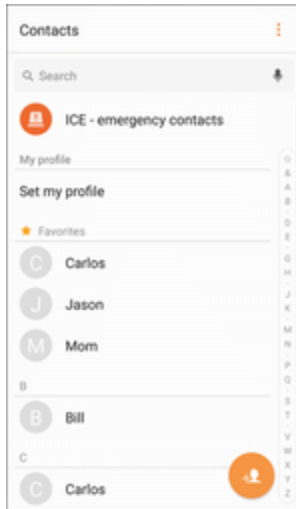 Contacts
Search
ICE - emergency contacts
My profile
Set my profile
Favorites
C Carlos
J Jason
M Mom
B
B Bill
C
C Carlos
&
A
B
D
E
G
H
J
K
M
N
P
Q
S
T
V
W
X
Y
Z